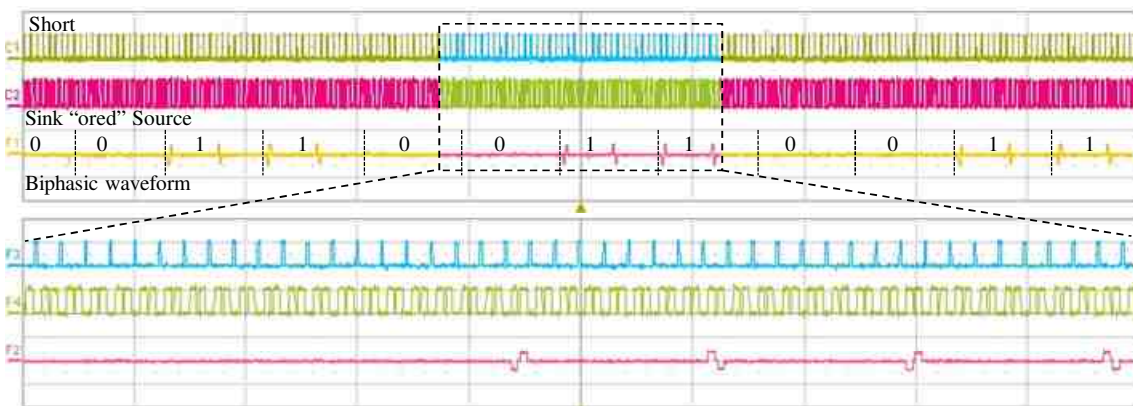 Short
C1
C2
Sink “ored” Source
0 0 1 1 0 0 1 1 0 0 1 1
F1
Biphasic waveform
F3
F4
F2